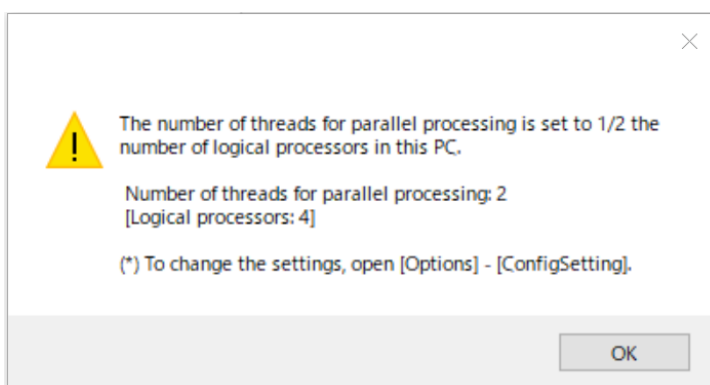 The number of threads for parallel processing is set to 1/2 the
number of logical processors in this PC.
Number of threads for parallel processing: 2
[Logical processors: 4]
(*) To change the settings, open [Options] - [ConfigSetting].
OK